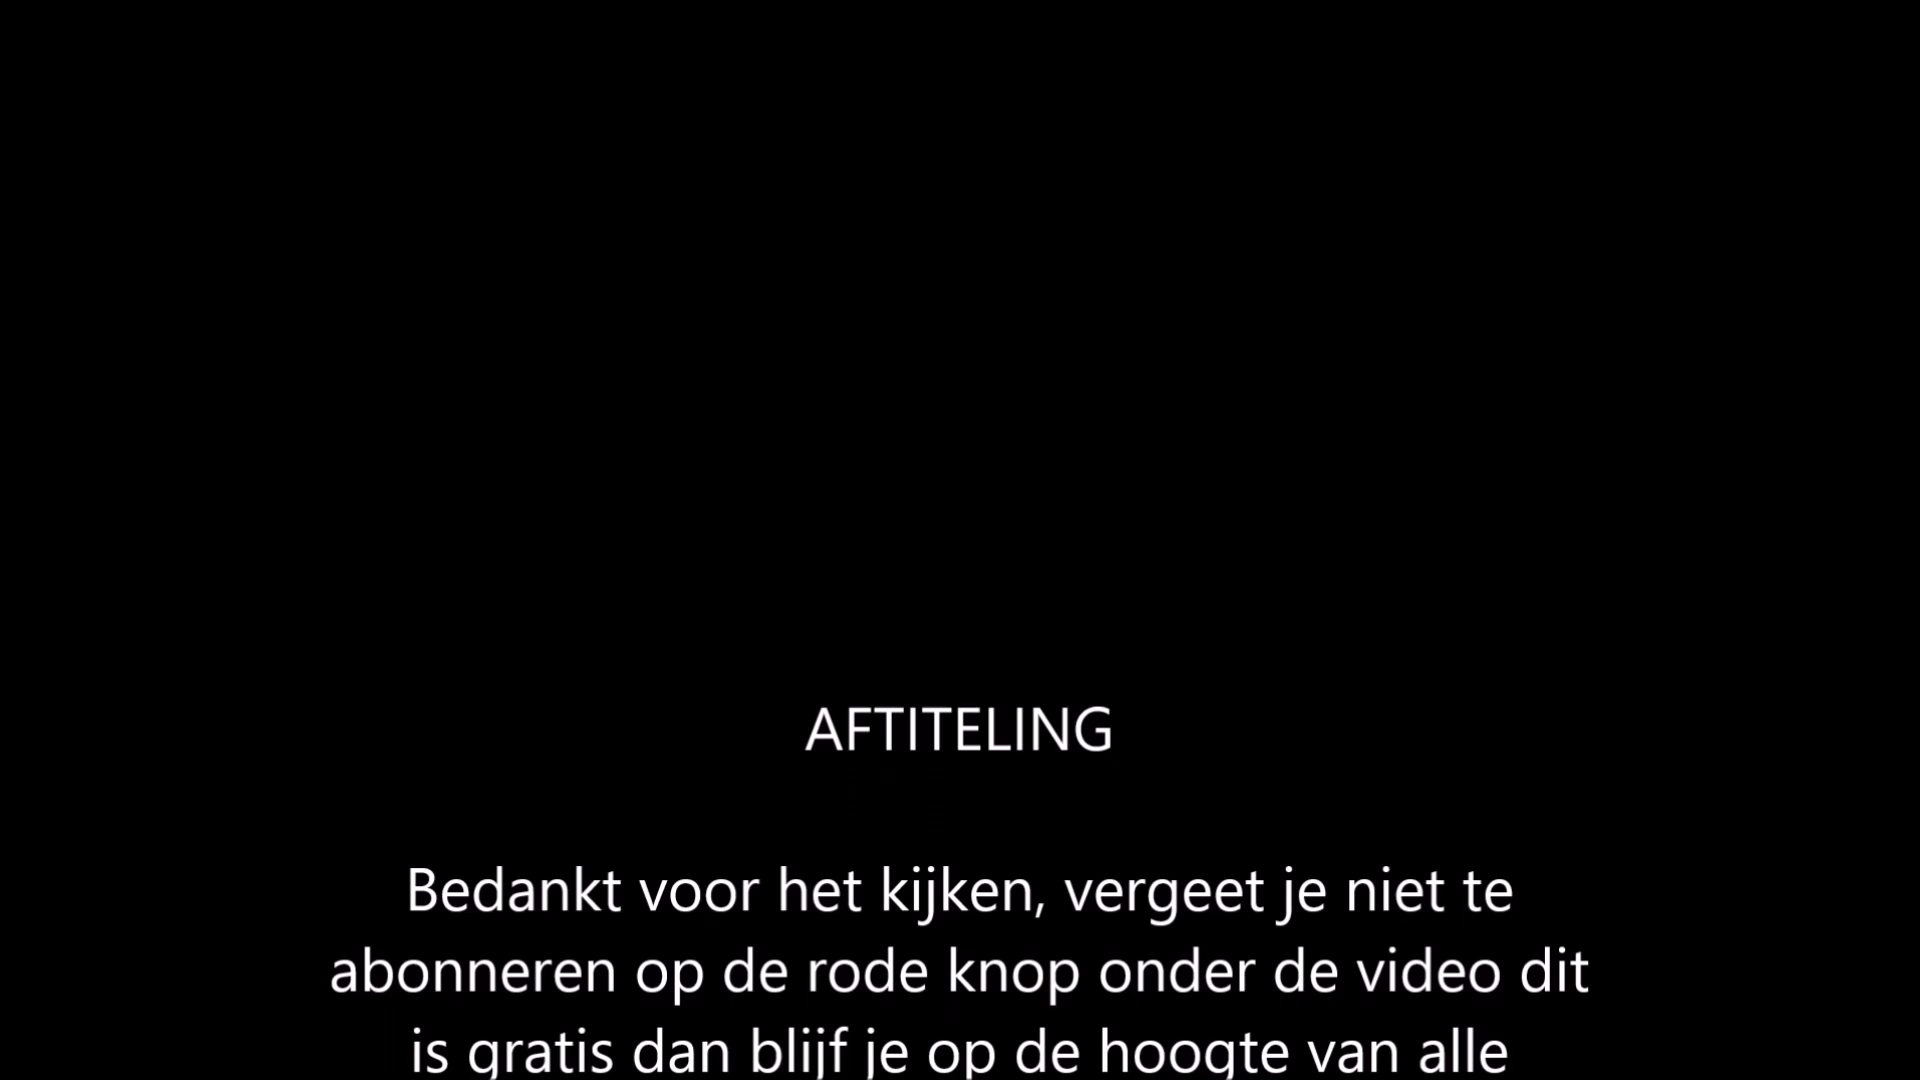 AFTITELING
Bedankt voor het kijken, vergeet je niet te
abonneren op de rode knop onder de video dit
is gratis dan blijf je op de hoogte van alle